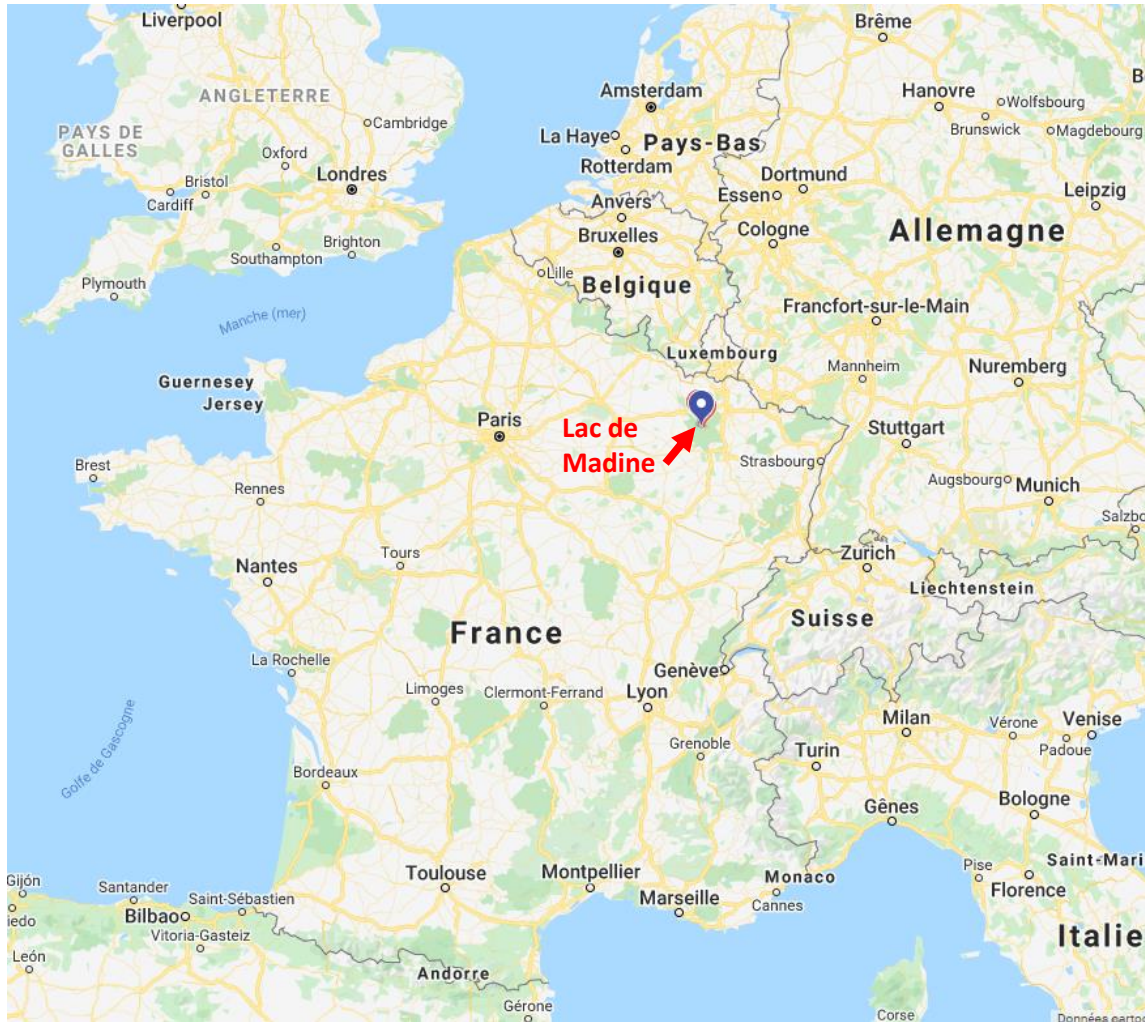 Liverpool
Brême
ANGLETERRE
Amsterdam
Hanovre
Wolfsbourg
Cambridge
Brunswick
Magdebourg
PAYS DE
GALLES
La Haye
Pays-Bas
Oxford
Rotterdam
Dortmund
Londres
Essen
Leipzig
Bristol
Anvers
Cardiff
Cologne
Allemagne
Bruxelles
Brighton
Southampton
Lille
Belgique
Plymouth
Francfort-sur-le-Main
Manche (mer)
Luxembourg
Mannheim
Nuremberg
Guernesey
Jersey
Paris
Lac de
Madine
Stuttgart
Strasbourg
Brest
Augsbourg
Munich
Rennes
Salzbo
Tours
Zurich
Nantes
Liechtenstein
Suisse
France
La Rochelle
Genève
Limoges
Clermont-Ferrand
Lyon
Milan
Vérone
Venise
Golfe de Gascogne
Grenoble
Turin
Padoue
Bordeaux
Gênes
Bologne
Toulouse
Montpellier
Monaco
Pise
Saint-Mari
Gijón
Santander
Saint-Sébastien
Marseille
Cannes
Florence
iedo
Bilbao
Vitoria-Gasteiz
Italie
León
Andorre
Gérone
Corse
Données cartog